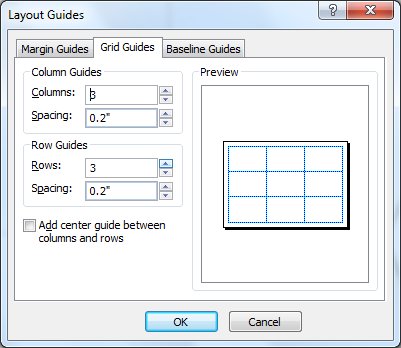 Layout Guides
Margin Guides Grid Guides Baseline Guides
Column Guides
Columns: 3
Spacing: 0.2"
Row Guides
Rows: 3
Spacing: 0.2"
Add center guide between
columns and rows
Preview
OK Cancel